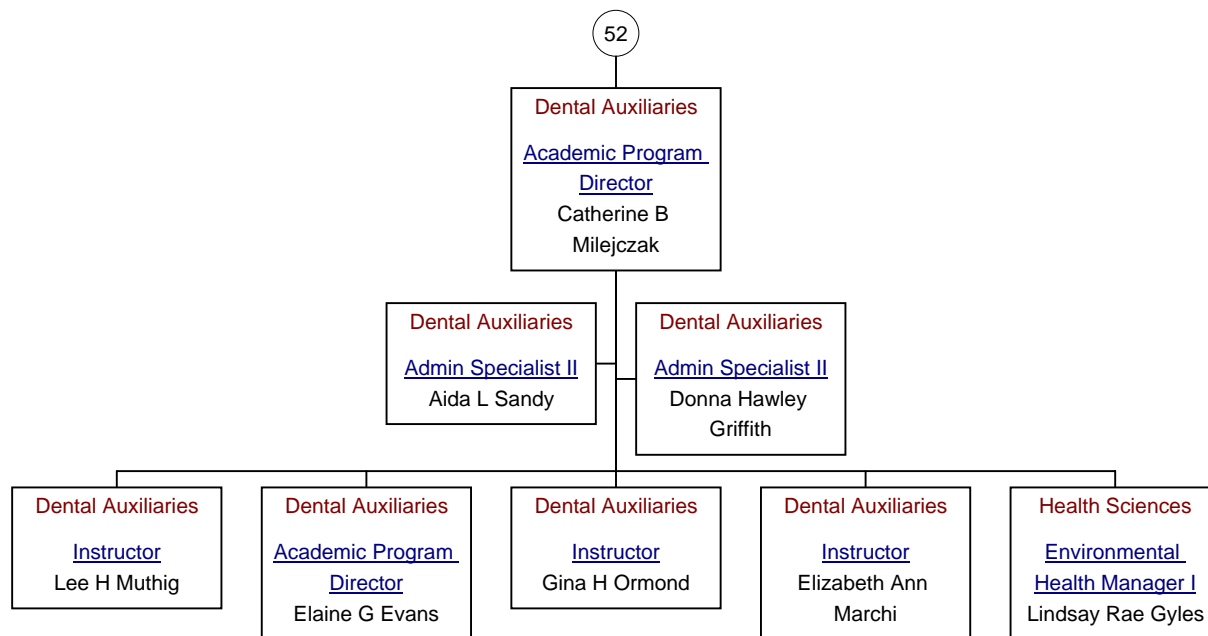 52
Dental Auxiliaries
Academic Program
Director
Catherine B
Milejczak
Dental Auxiliaries
Admin Specialist II
Aida L Sandy
Dental Auxiliaries
Admin Specialist II
Donna Hawley
Griffith
Dental Auxiliaries
Instructor
Lee H Muthig
Dental Auxiliaries
Academic Program
Director
Elaine G Evans
Dental Auxiliaries
Instructor
Gina H Ormond
Dental Auxiliaries
Instructor
Elizabeth Ann
Marchi
Health Sciences
Environmental
Health Manager I
Lindsay Rae Gyles